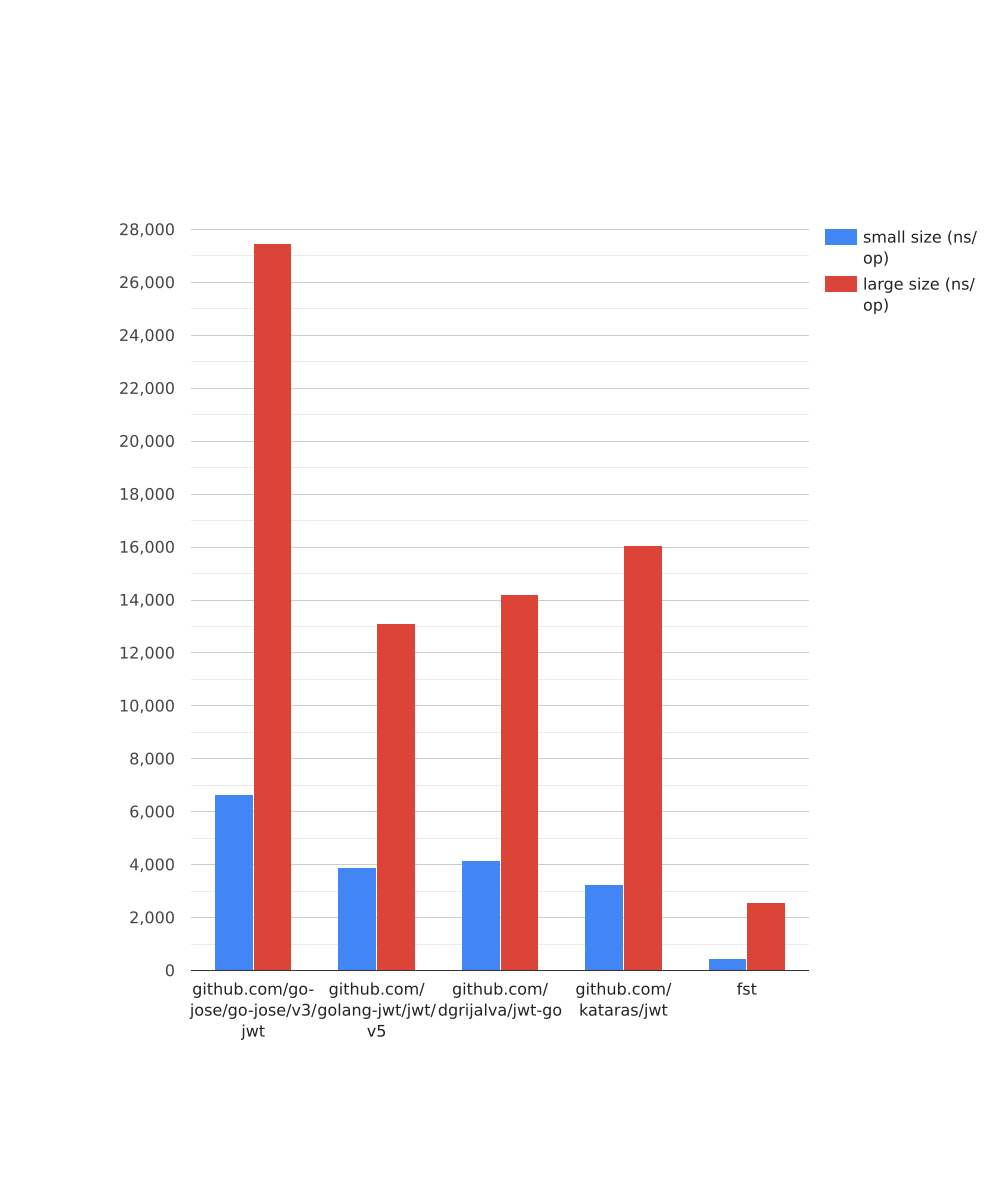 28,000
26,000
24,000
22,000
20,000
18,000
16,000
14,000
12,000
10,000
8,000
6,000
4,000
2,000
0
small size (ns/
op)
large size (ns/
op)
github.com/go-
jose/go-jose/v3/
jwt
github.com/
golang-jwt/jwt/
v5
github.com/
dgrijalva/jwt-go
github.com/
kataras/jwt
fst